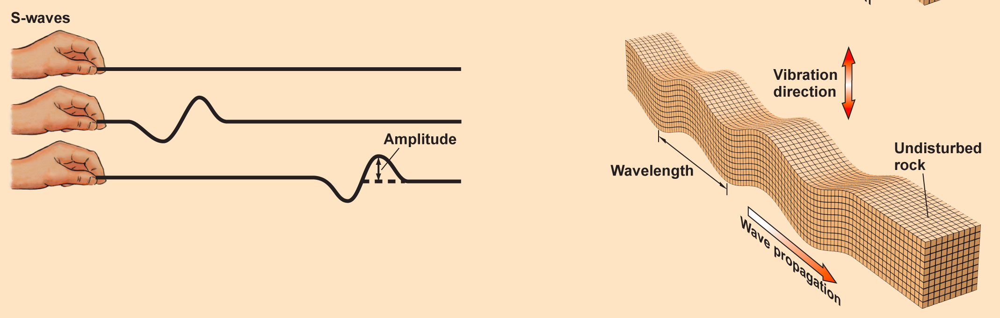 S-waves
Amplitude
Vibration
direction
Undisturbed
rock
Wavelength
Wave propagation